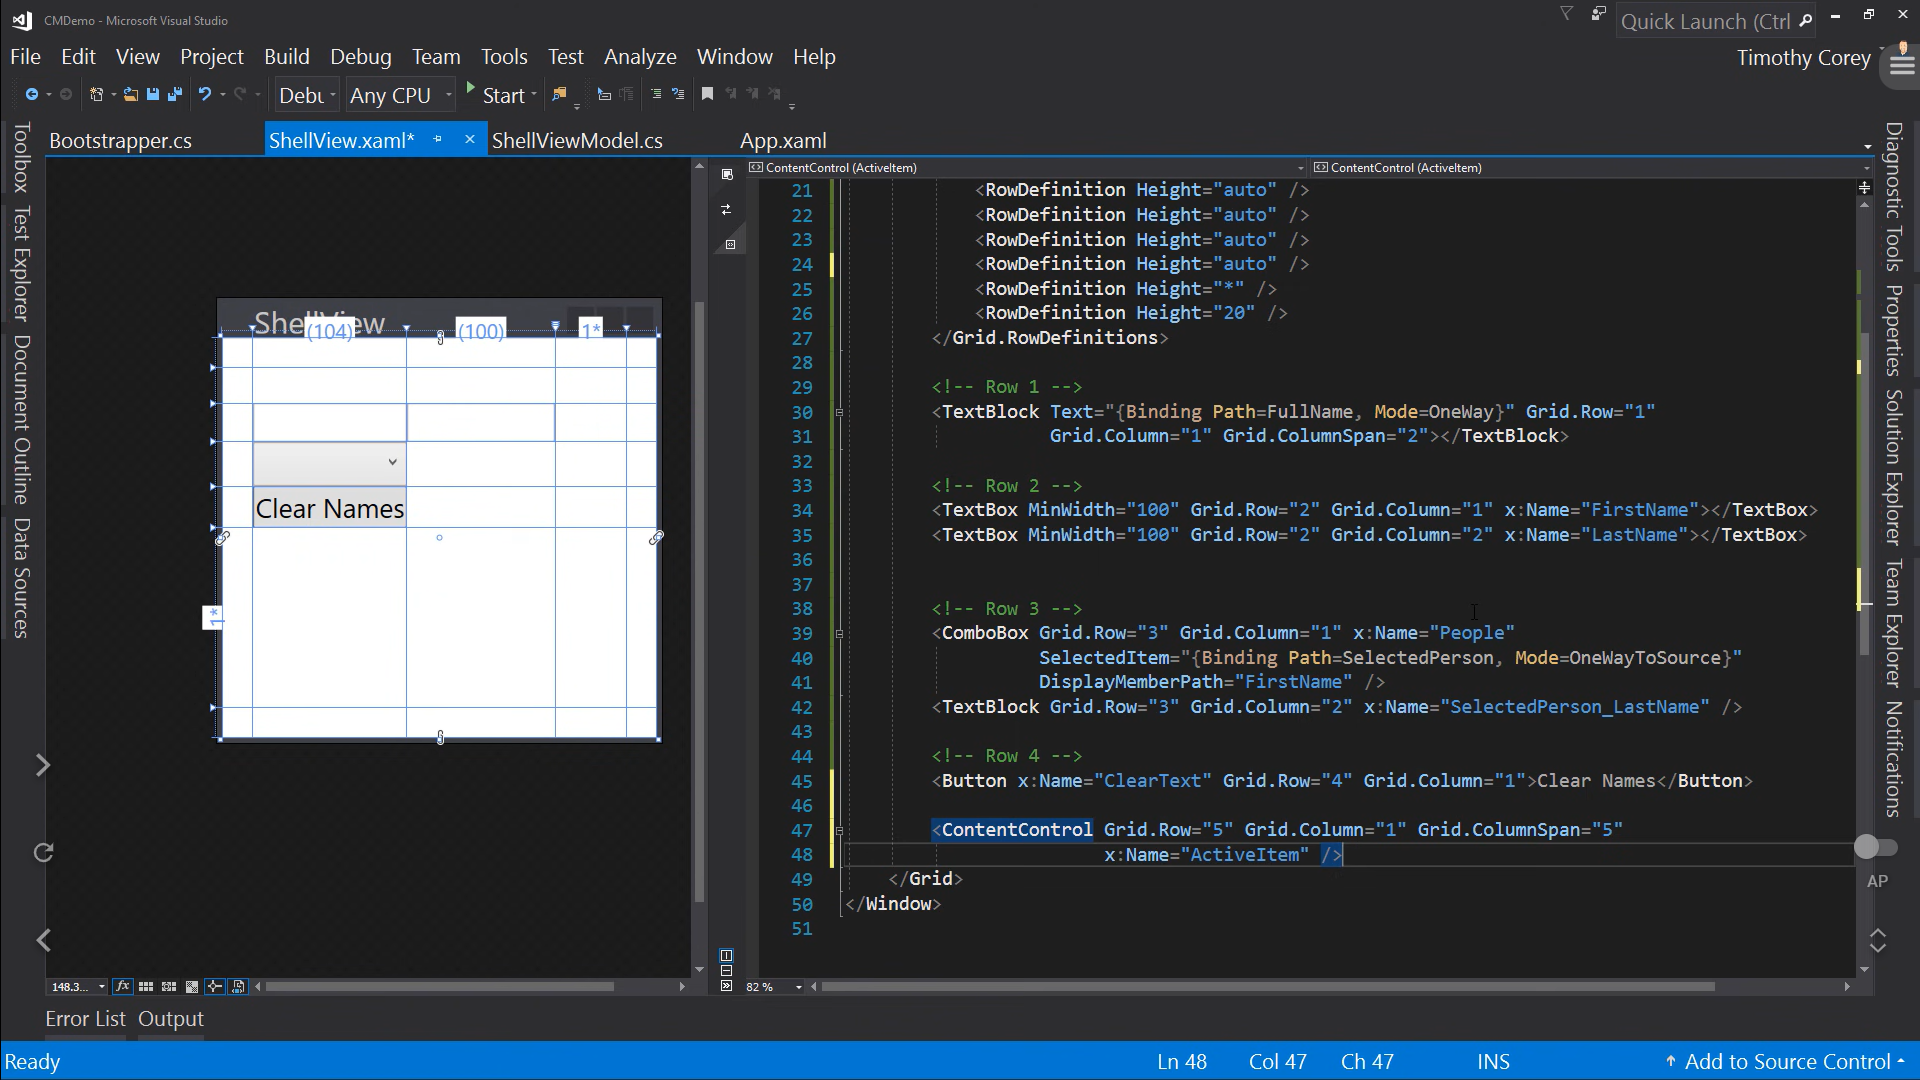 CMDemo - Microsoft Visual Studio
Quick Launch (Ctrl
File Edit View Project Build Debug Team Tools Test Analyze Window Help
Timothy Corey
Debu Any CPU Start
Bootstrapper.cs ShellView.xaml* ShellViewModel.cs App.xaml
Toolbox
Test Explorer
Document Outline
Data Sources
ShellView
(104) (100) 1*
Clear Names
1*
148.3...
ContentControl (ActiveItem) ContentControl (ActiveItem)
21 <RowDefinition Height="auto" />
22 <RowDefinition Height="auto" />
23 <RowDefinition Height="auto" />
24 <RowDefinition Height="auto" />
25 <RowDefinition Height="*" />
26 <RowDefinition Height="20" />
27 </Grid.RowDefinitions>
28
29 <!-- Row 1 -->
30 <TextBlock Text="{Binding Path=FullName, Mode=OneWay}" Grid.Row="1"
31 Grid.Column="1" Grid.ColumnSpan="2"></TextBlock>
32
33 <!-- Row 2 -->
34 <TextBox MinWidth="100" Grid.Row="2" Grid.Column="1" x:Name="FirstName"></TextBox>
35 <TextBox MinWidth="100" Grid.Row="2" Grid.Column="2" x:Name="LastName"></TextBox>
36
37
38 <!-- Row 3 -->
39 <ComboBox Grid.Row="3" Grid.Column="1" x:Name="People"
40 SelectedItem="{Binding Path=SelectedPerson, Mode=OneWayToSource}"
41 DisplayMemberPath="FirstName" />
42 <TextBlock Grid.Row="3" Grid.Column="2" x:Name="SelectedPerson_LastName" />
43
44 <!-- Row 4 -->
45 <Button x:Name="ClearText" Grid.Row="4" Grid.Column="1">Clear Names</Button>
46
47 <ContentControl Grid.Row="5" Grid.Column="1" Grid.ColumnSpan="5"
48 x:Name="ActiveItem" />
49 </Grid>
50 </Window>
51
82 %
Diagnostic Tools
Properties
Solution Explorer
Team Explorer
Notifications
AP
Error List Output
Ready Ln 48 Col 47 Ch 47 INS Add to Source Control